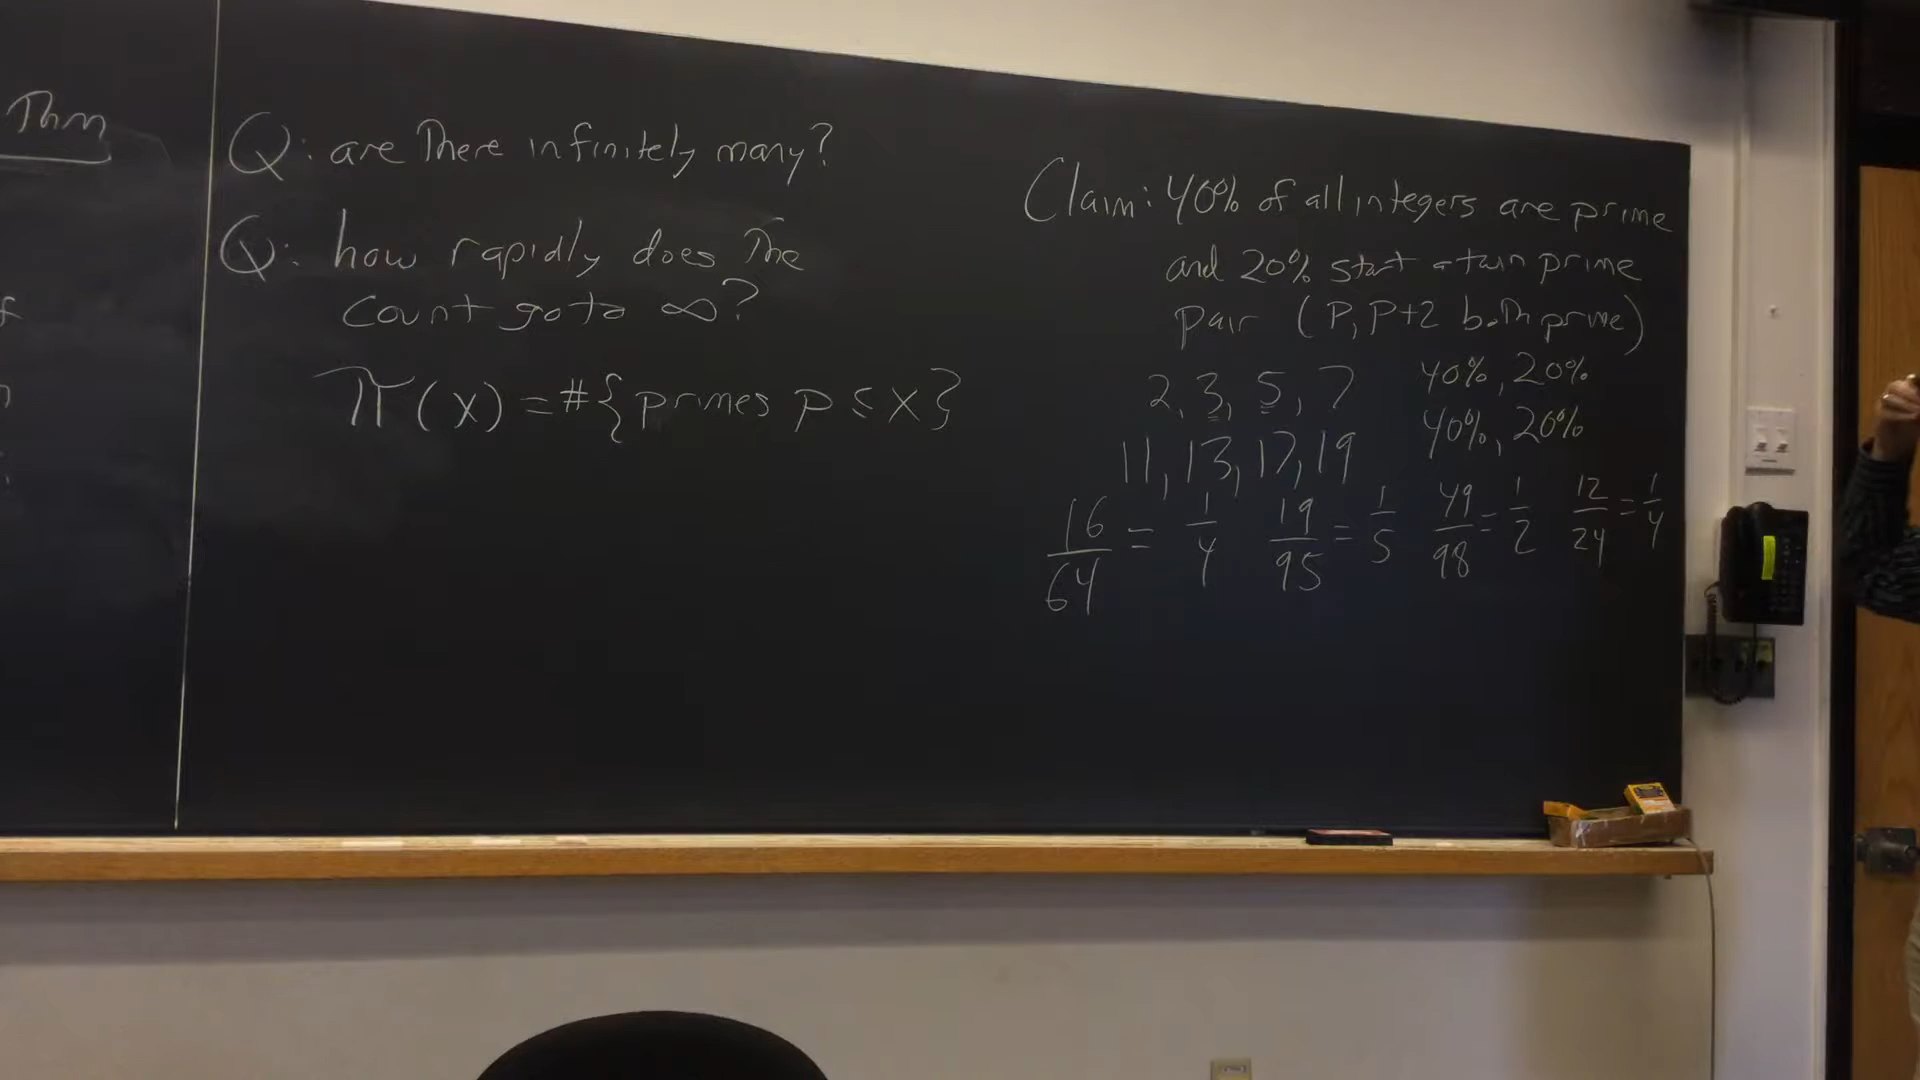 Thm
Q: are there infinitely many?
Q: how rapidly does the
count go to ∞?
π(x) = #{primes p ≤ x}
Claim: 40% of all integers are prime
and 20% start a twin prime
pair (p, p+2 both prime)
2, 3, 5, 7 40%, 20%
11, 13, 17, 19 40%, 20%
16/64 = 1/4 19/95 = 1/5 49/98 = 1/2 12/24 = 1/4